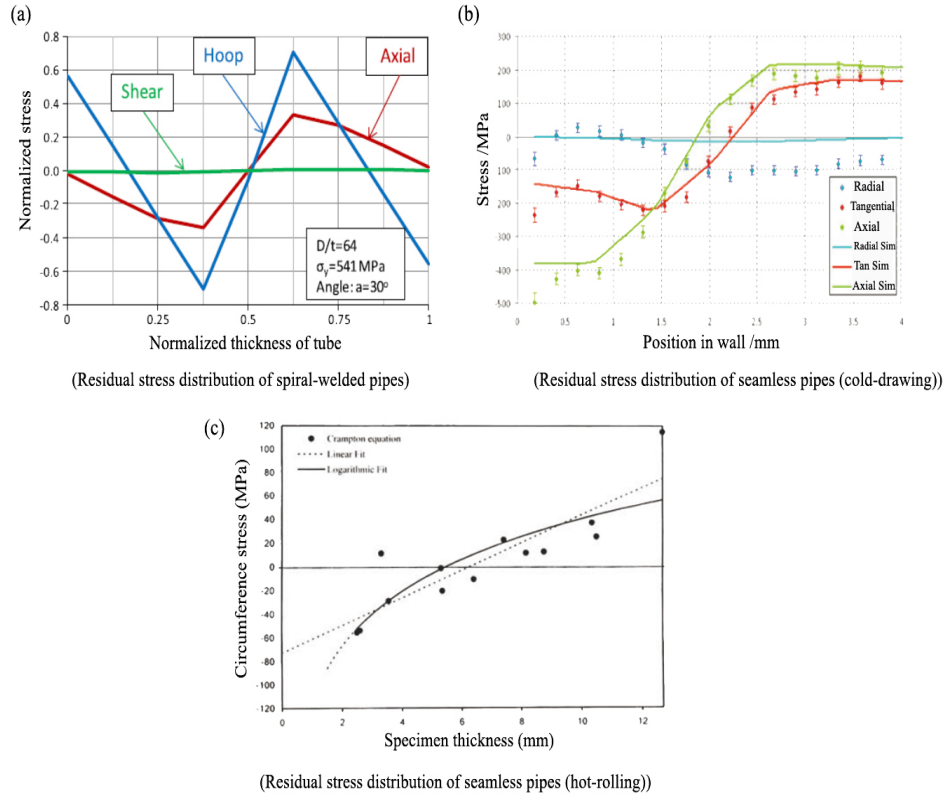 (a)
Normalized stress
0.8
0.6
0.4
0.2
0.0
-0.2
-0.4
-0.6
-0.8
Hoop
Axial
Shear
D/t=64
σy=541 MPa
Angle: a=30°
0
0.25
0.5
0.75
1
Normalized thickness of tube
(Residual stress distribution of spiral-welded pipes)
(b)
Stress /MPa
300
200
100
0
100
-200
-300
-400
-500
Radial
Tangential
Axial
Radial Sim
Tan Sim
Axial Sim
0
0.5
1
1.5
2
2.5
3
3.5
4
Position in wall /mm
(Residual stress distribution of seamless pipes (cold-drawing))
(c)
Circumference stress (MPa)
120
100
80
60
40
20
0
-20
-40
-60
-80
-100
-120
Crampton equation
Linear Fit
Logarithmic Fit
0
2
4
6
8
10
12
Specimen thickness (mm)
(Residual stress distribution of seamless pipes (hot-rolling))